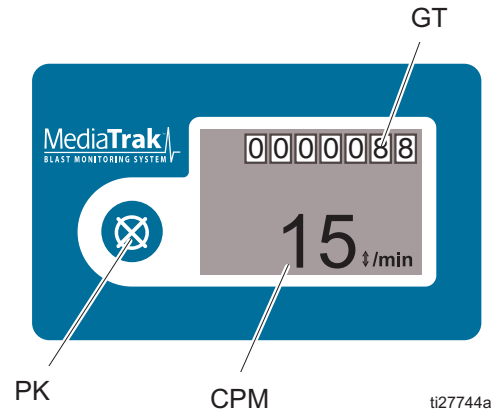 GT
MediaTrak
BLAST MONITORING SYSTEM
0000088
15 ↕/min
PK
CPM
ti27744a